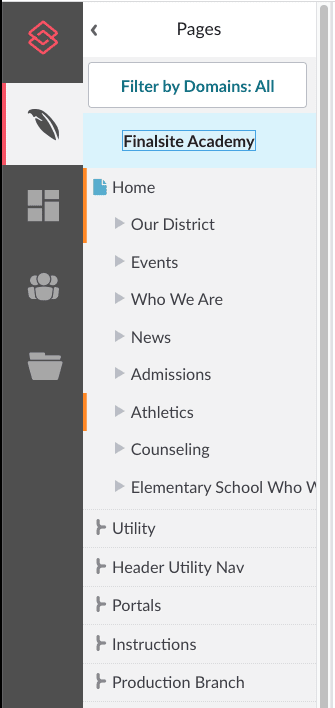 Pages
Filter by Domains: All
Finalsite Academy
Home
Our District
Events
Who We Are
News
Admissions
Athletics
Counseling
Elementary School Who W
Utility
Header Utility Nav
Portals
Instructions
Production Branch